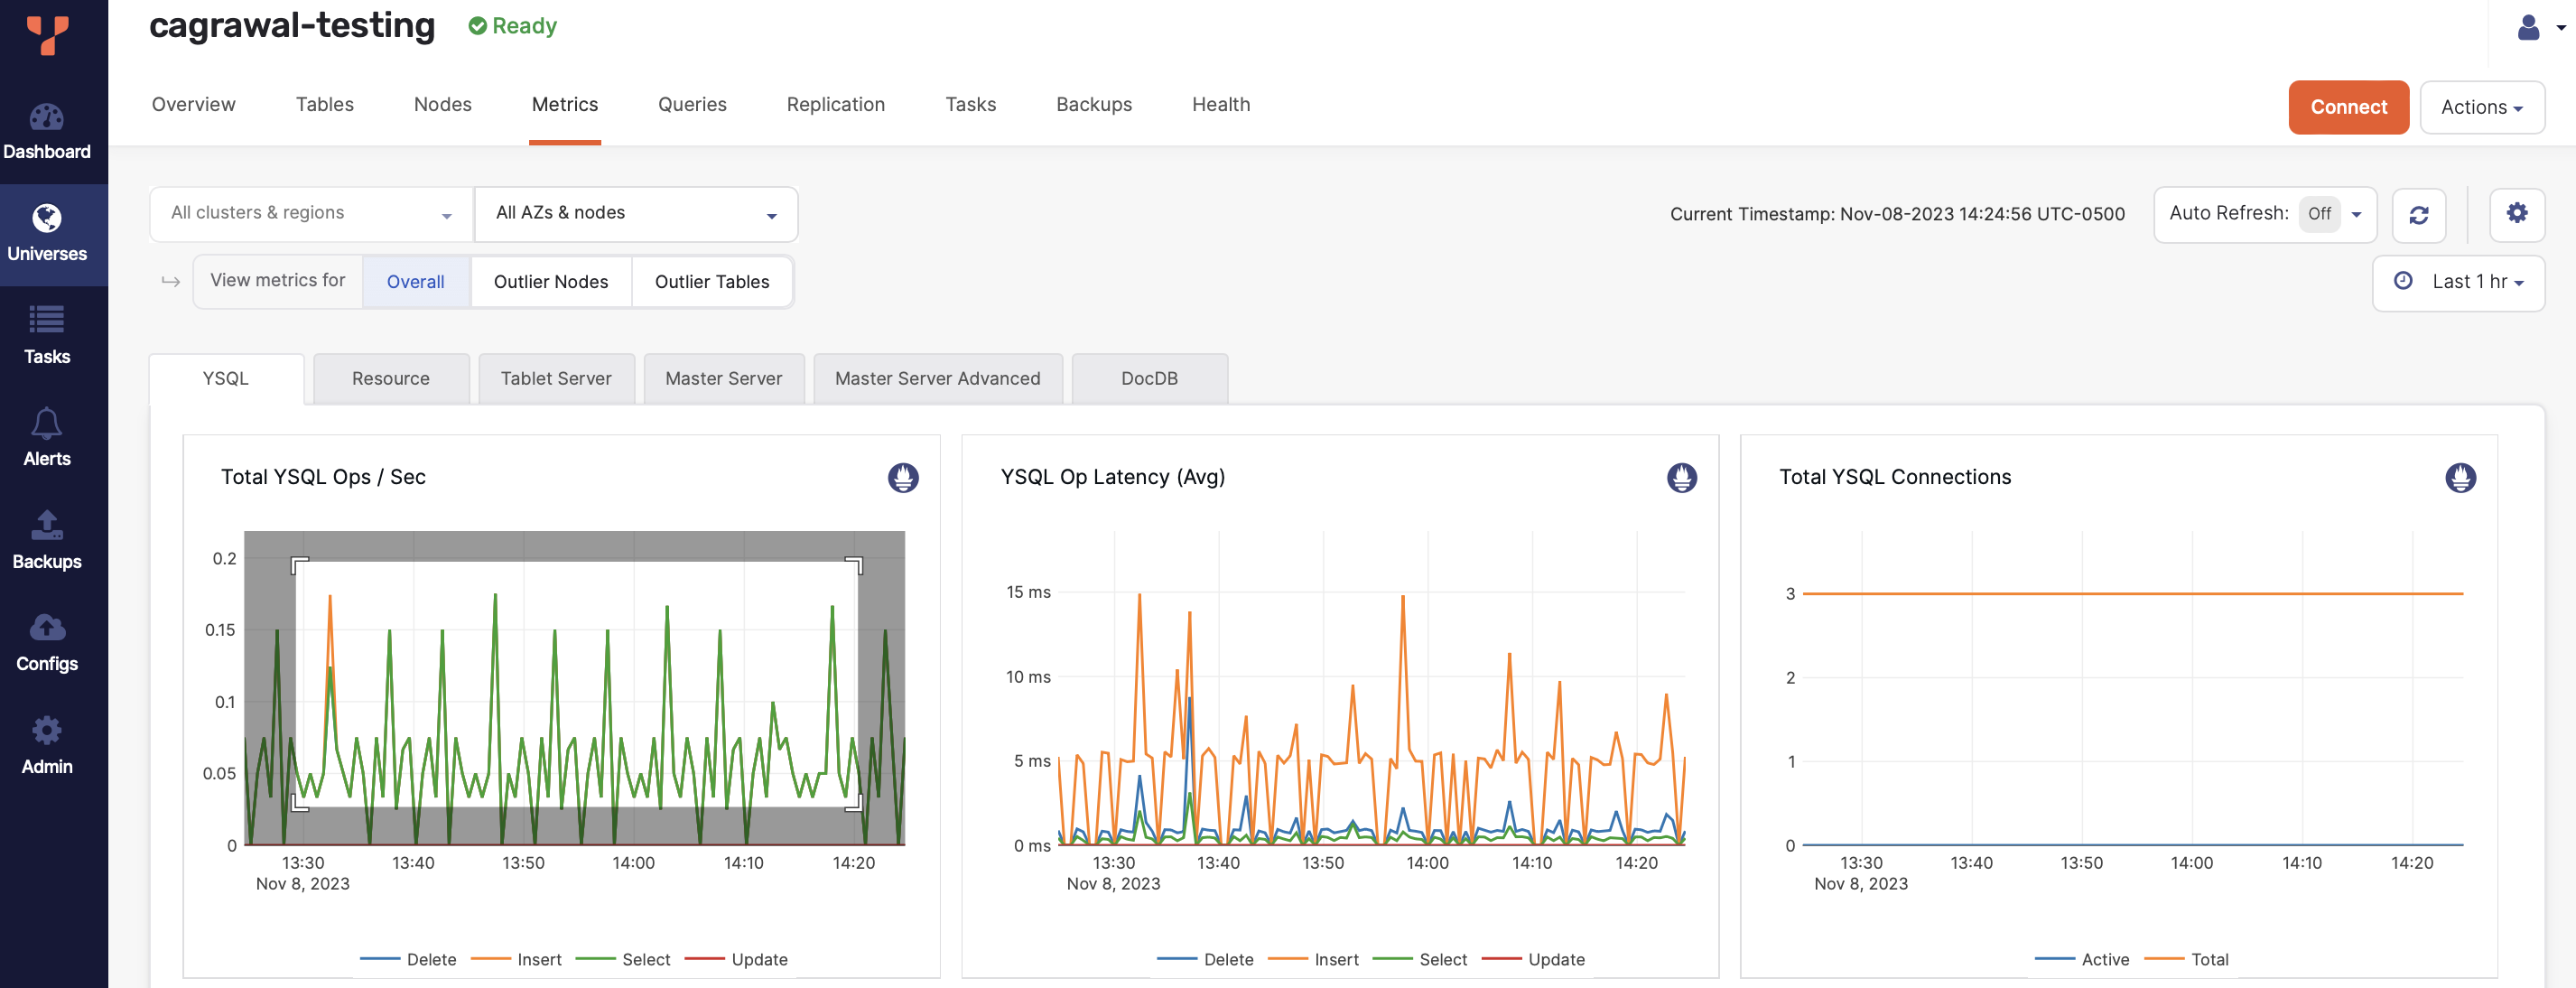 cagrawal-testing Ready
Overview Tables Nodes Metrics Queries Replication Tasks Backups Health
Connect Actions
Dashboard
Universes
Tasks
Alerts
Backups
Configs
Admin
All clusters & regions All AZs & nodes
Current Timestamp: Nov-08-2023 14:24:56 UTC-0500 Auto Refresh: Off
View metrics for Overall Outlier Nodes Outlier Tables
Last 1 hr
YSQL Resource Tablet Server Master Server Master Server Advanced DocDB
Total YSQL Ops / Sec
0.2
0.15
0.1
0.05
0
13:30 13:40 13:50 14:00 14:10 14:20
Nov 8, 2023
Delete Insert Select Update
YSQL Op Latency (Avg)
15 ms
10 ms
5 ms
0 ms
13:30 13:40 13:50 14:00 14:10 14:20
Nov 8, 2023
Delete Insert Select Update
Total YSQL Connections
3
2
1
0
13:30 13:40 13:50 14:00 14:10 14:20
Nov 8, 2023
Active Total